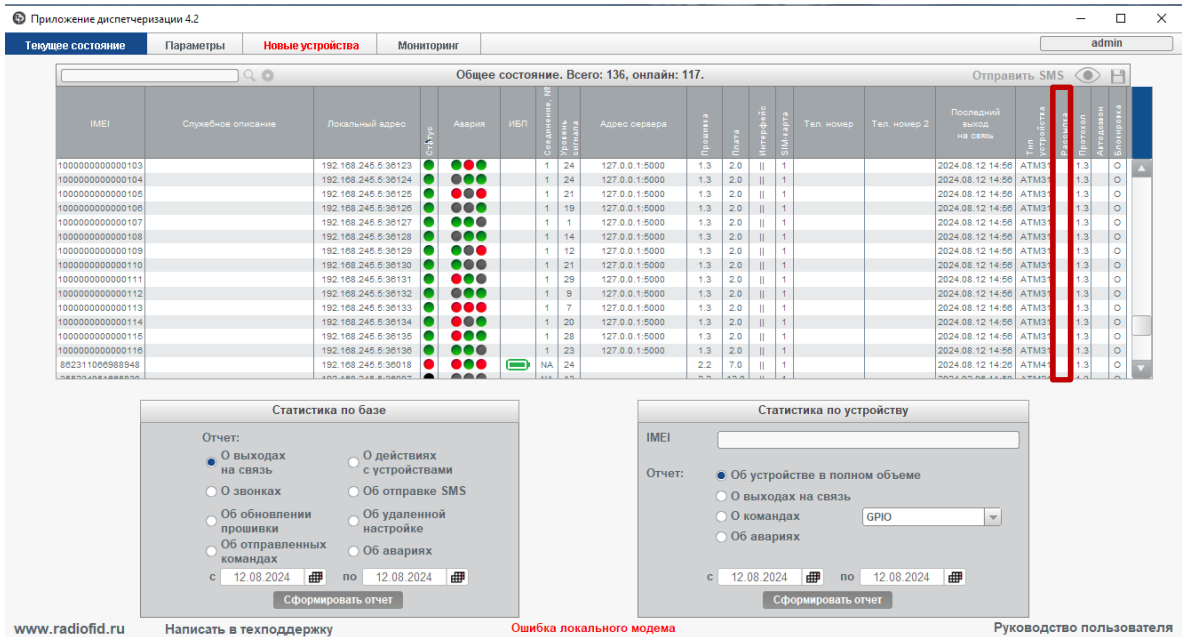 Приложение диспетчеризации 4.2
Текущее состояние Параметры Новые устройства Мониторинг admin
Общее состояние. Всего: 136, онлайн: 117. Отправить SMS
IMEI Служебное описание Локальный адрес Статус Авария ИБП Соединение, № Уровень сигнала Адрес сервера Прошивка Плата Интерфейс SIM-карта Тел. номер Тел. номер 2 Последний выход на связь Тип устройства Рассылка Протокол Автодозвон Блокировка
1000000000000103 192.168.245.5:36123 1 24 127.0.0.1:5000 1.3 2.0 || 1 2024.08.12 14:56 ATM31 1.3
1000000000000104 192.168.245.5:36124 1 24 127.0.0.1:5000 1.3 2.0 || 1 2024.08.12 14:56 ATM31 1.3
1000000000000105 192.168.245.5:36125 1 21 127.0.0.1:5000 1.3 2.0 || 1 2024.08.12 14:56 ATM31 1.3
1000000000000106 192.168.245.5:36126 1 19 127.0.0.1:5000 1.3 2.0 || 1 2024.08.12 14:56 ATM31 1.3
1000000000000107 192.168.245.5:36127 1 1 127.0.0.1:5000 1.3 2.0 || 1 2024.08.12 14:56 ATM31 1.3
1000000000000108 192.168.245.5:36128 1 14 127.0.0.1:5000 1.3 2.0 || 1 2024.08.12 14:56 ATM31 1.3
1000000000000109 192.168.245.5:36129 1 12 127.0.0.1:5000 1.3 2.0 || 1 2024.08.12 14:56 ATM31 1.3
1000000000000110 192.168.245.5:36130 1 21 127.0.0.1:5000 1.3 2.0 || 1 2024.08.12 14:56 ATM31 1.3
1000000000000111 192.168.245.5:36131 1 29 127.0.0.1:5000 1.3 2.0 || 1 2024.08.12 14:56 ATM31 1.3
1000000000000112 192.168.245.5:36132 1 9 127.0.0.1:5000 1.3 2.0 || 1 2024.08.12 14:56 ATM31 1.3
1000000000000113 192.168.245.5:36133 1 7 127.0.0.1:5000 1.3 2.0 || 1 2024.08.12 14:56 ATM31 1.3
1000000000000114 192.168.245.5:36134 1 20 127.0.0.1:5000 1.3 2.0 || 1 2024.08.12 14:56 ATM31 1.3
1000000000000115 192.168.245.5:36135 1 28 127.0.0.1:5000 1.3 2.0 || 1 2024.08.12 14:56 ATM31 1.3
1000000000000116 192.168.245.5:36136 1 23 127.0.0.1:5000 1.3 2.0 || 1 2024.08.12 14:56 ATM31 1.3
862311066988948 192.168.245.5:36018 NA 24 2.2 7.0 || 1 2024.08.12 14:26 ATM41 1.3
Статистика по базе
Отчет:
О выходах на связь О действиях с устройствами
О звонках Об отправке SMS
Об обновлении прошивки Об удаленной настройке
Об отправленных командах Об авариях
с 12.08.2024 по 12.08.2024
Сформировать отчет
Статистика по устройству
IMEI
Отчет: Об устройстве в полном объеме
О выходах на связь
О командах GPIO
Об авариях
с 12.08.2024 по 12.08.2024
Сформировать отчет
www.radiofid.ru Написать в техподдержку Ошибка локального модема Руководство пользователя